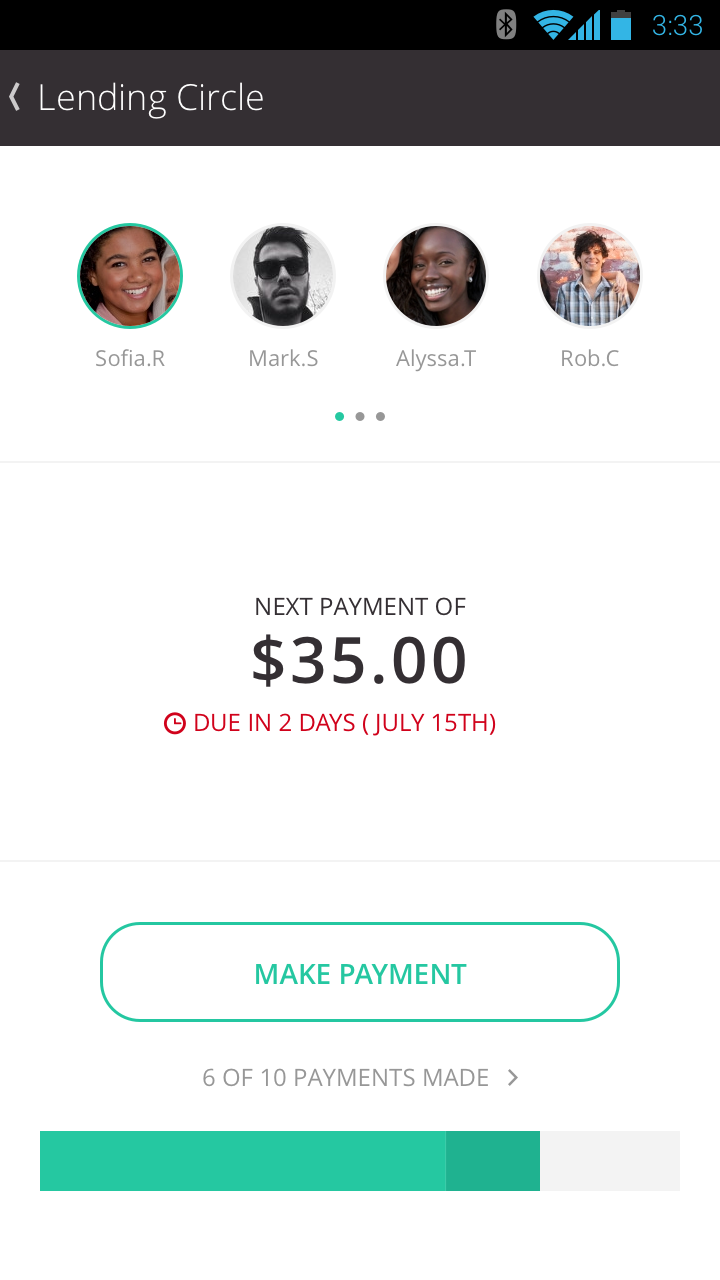 3:33
Lending Circle
Sofia.R Mark.S Alyssa.T Rob.C
NEXT PAYMENT OF
$35.00
DUE IN 2 DAYS ( JULY 15TH)
MAKE PAYMENT
6 OF 10 PAYMENTS MADE